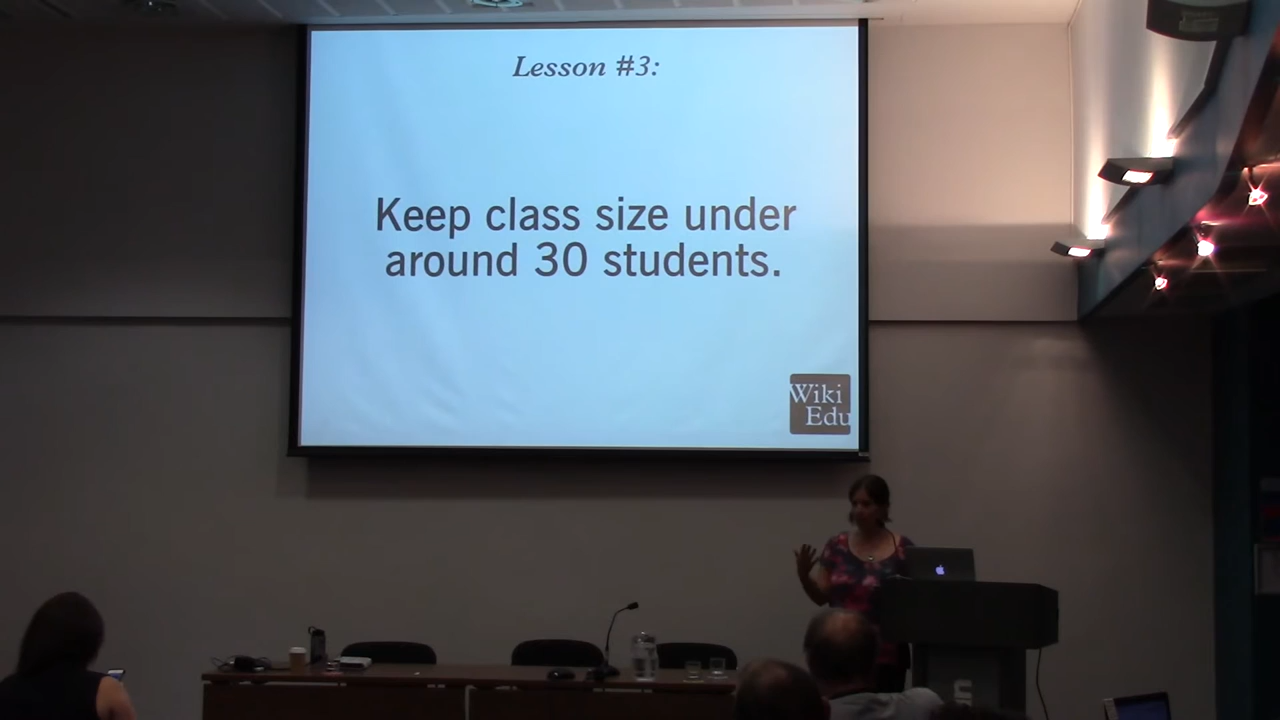 Lesson #3:
Keep class size under
around 30 students.
Wiki
Edu